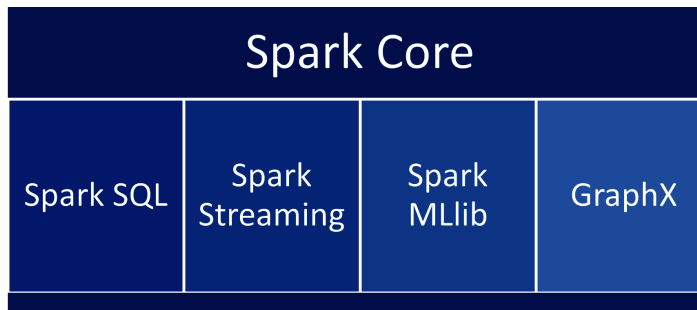 Spark Core
Spark SQL
Spark
Streaming
Spark
MLlib
GraphX